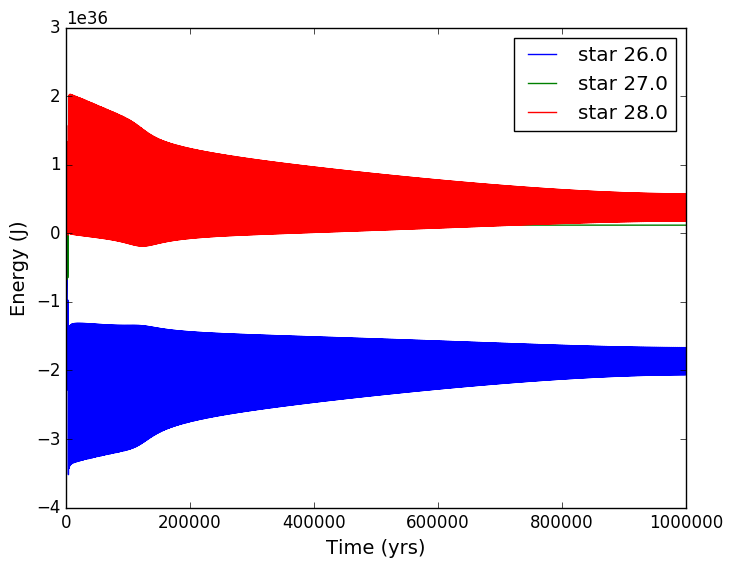 1e36
3
2
1
0
−1
−2
−3
−4
Energy (J)
star 26.0
star 27.0
star 28.0
0 200000 400000 600000 800000 1000000
Time (yrs)